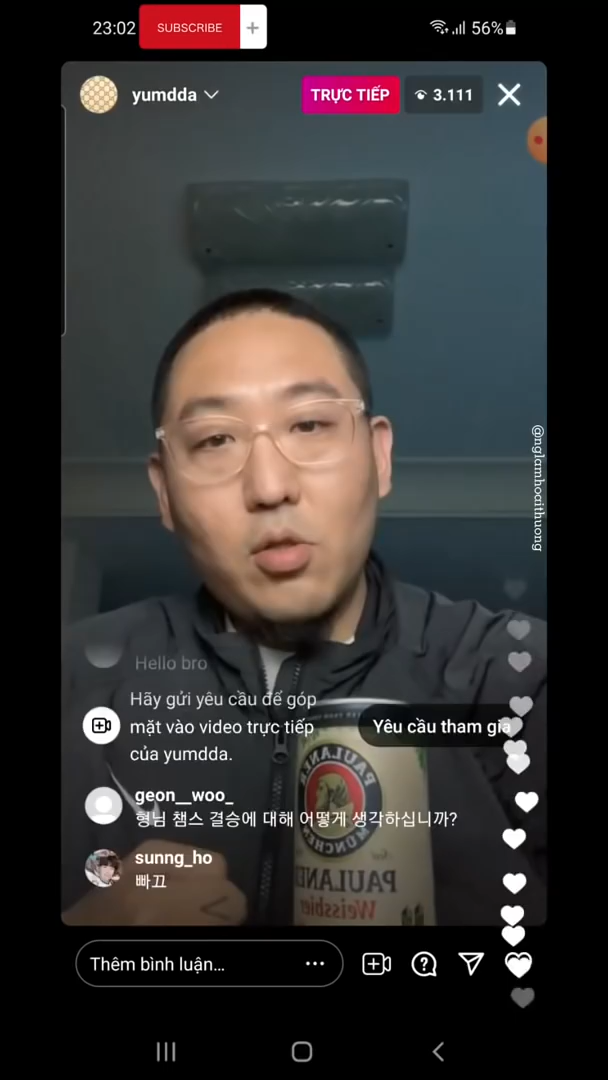 23:02
SUBSCRIBE
+
56%
yumdda
TRỰC TIẾP
3.111
@nglamhoaithuong
Hello bro
Hãy gửi yêu cầu để góp
mặt vào video trực tiếp
của yumdda.
Yêu cầu tham gia
geon__woo_
형님 챔스 결승에 대해 어떻게 생각하십니까?
sunng_ho
빠끄
PAULANER
MÜNCHEN
PAULANER
Weissbier
Thêm bình luận...